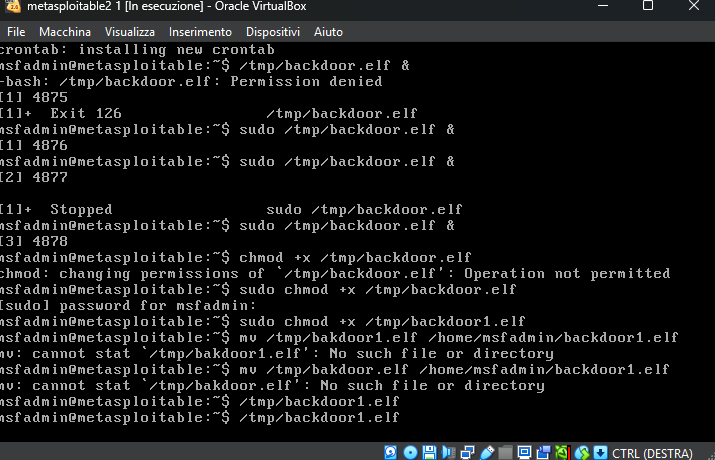 metasploitable2 1 [In esecuzione] - Oracle VirtualBox
File Macchina Visualizza Inserimento Dispositivi Aiuto
crontab: installing new crontab
msfadmin@metasploitable:~$ /tmp/backdoor.elf &
-bash: /tmp/backdoor.elf: Permission denied
[1] 4875
[1]+  Exit 126                /tmp/backdoor.elf
msfadmin@metasploitable:~$ sudo /tmp/backdoor.elf &
[1] 4876
msfadmin@metasploitable:~$ sudo /tmp/backdoor.elf &
[2] 4877
[1]+  Stopped                 sudo /tmp/backdoor.elf
msfadmin@metasploitable:~$ sudo /tmp/backdoor.elf &
[3] 4878
msfadmin@metasploitable:~$ chmod +x /tmp/backdoor.elf
chmod: changing permissions of `/tmp/backdoor.elf': Operation not permitted
msfadmin@metasploitable:~$ sudo chmod +x /tmp/backdoor.elf
[sudo] password for msfadmin:
msfadmin@metasploitable:~$ sudo chmod +x /tmp/backdoor1.elf
msfadmin@metasploitable:~$ mv /tmp/bakdoor1.elf /home/msfadmin/backdoor1.elf
mv: cannot stat `/tmp/bakdoor1.elf': No such file or directory
msfadmin@metasploitable:~$ mv /tmp/bakdoor.elf /home/msfadmin/backdoor1.elf
mv: cannot stat `/tmp/bakdoor.elf': No such file or directory
msfadmin@metasploitable:~$ /tmp/backdoor1.elf
msfadmin@metasploitable:~$ /tmp/backdoor1.elf
CTRL (DESTRA)